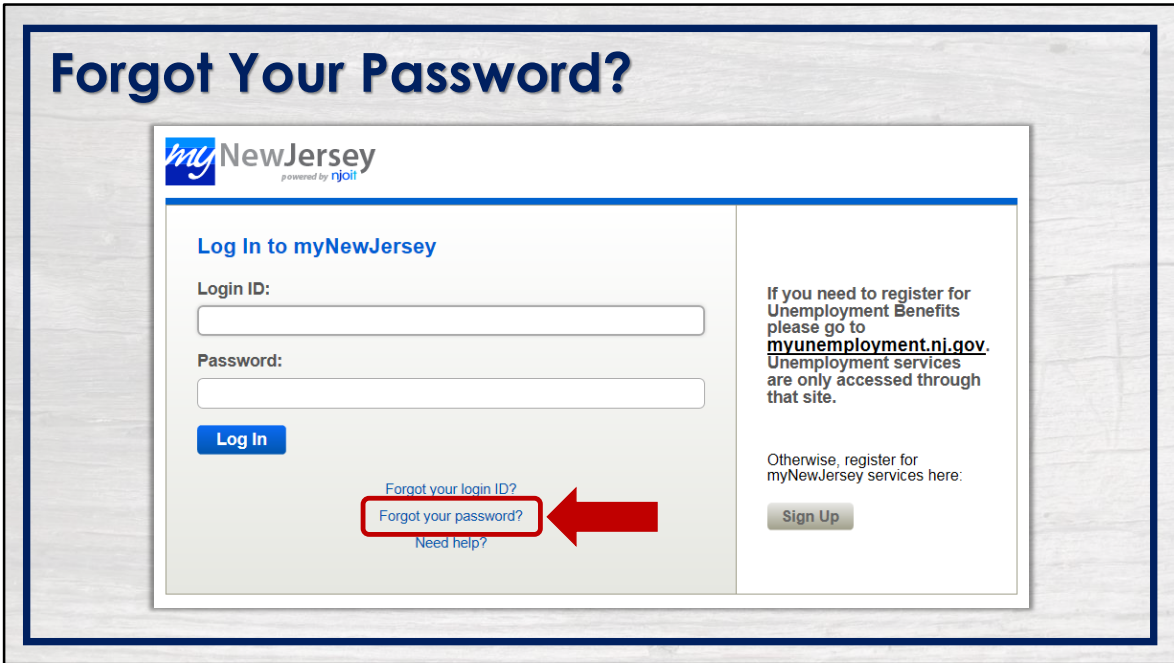 Forgot Your Password?
my NewJersey
powered by njoit
Log In to myNewJersey
Login ID:
Password:
Log In
Forgot your login ID?
Forgot your password?
Need help?
If you need to register for
Unemployment Benefits
please go to
myunemployment.nj.gov.
Unemployment services
are only accessed through
that site.
Otherwise, register for
myNewJersey services here:
Sign Up